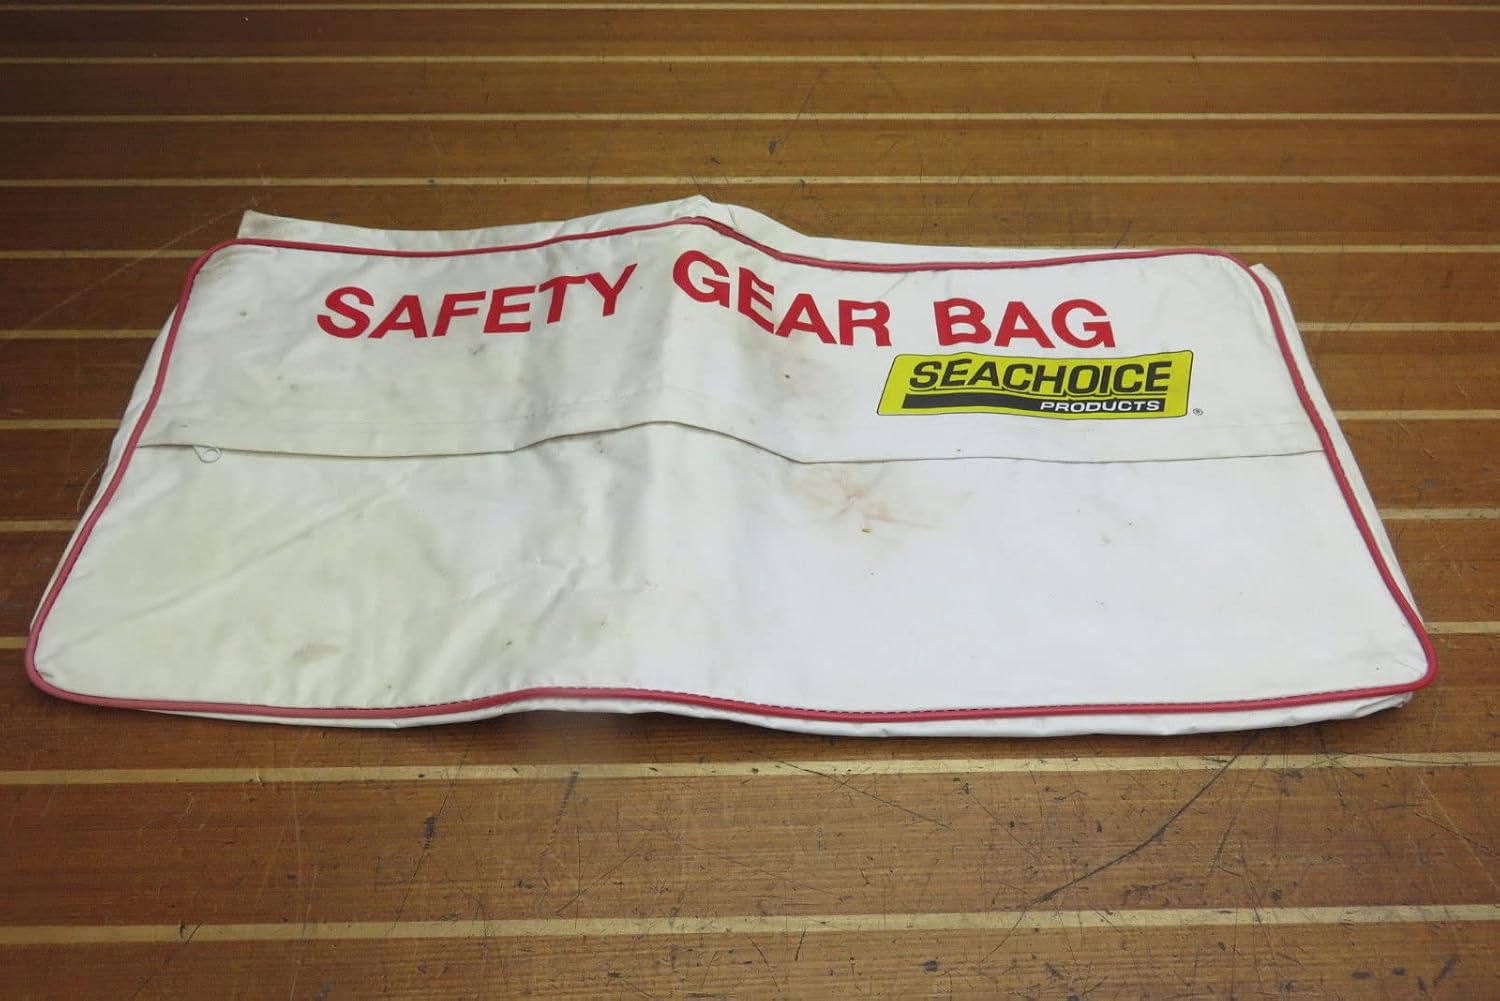 SAFETY GEAR BAG
SEACHOICE
PRODUCTS ®